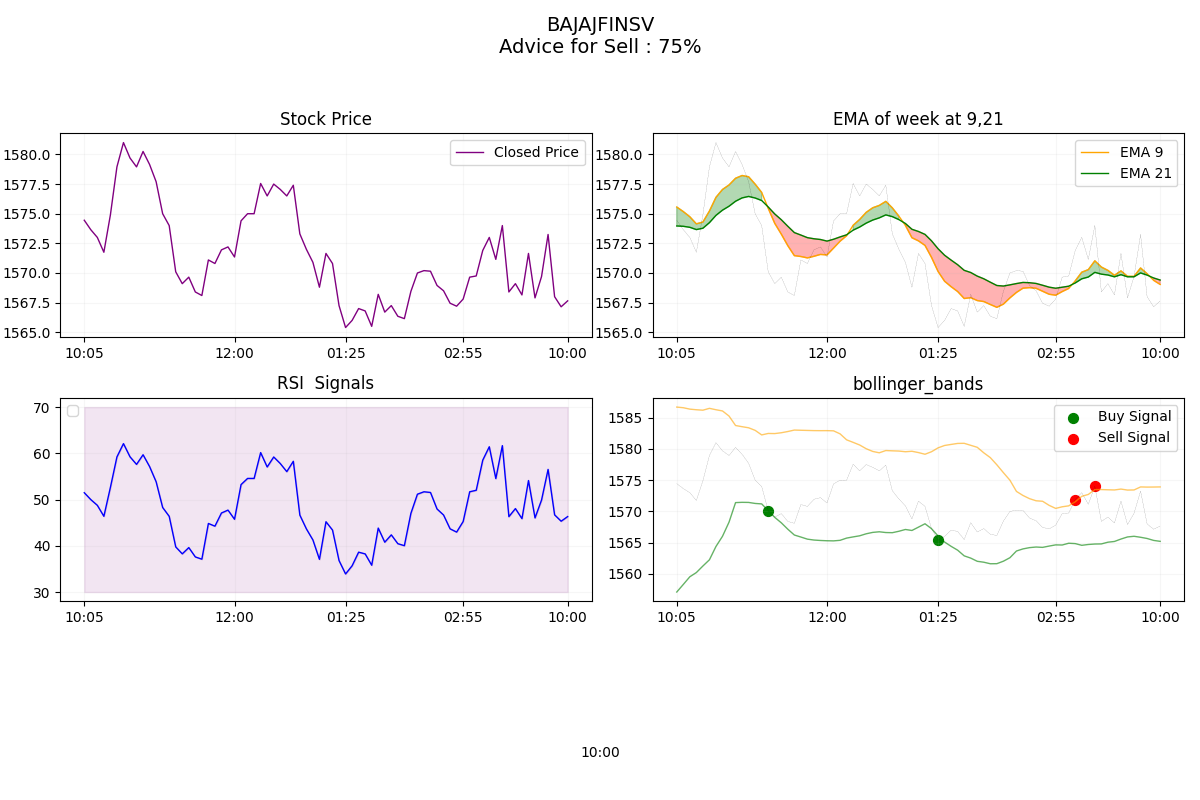 BAJAJFINSV
Advice for Sell : 75%
Stock Price
Closed Price
1580.0
1577.5
1575.0
1572.5
1570.0
1567.5
1565.0
10:05 12:00 01:25 02:55 10:00
EMA of week at 9,21
EMA 9
EMA 21
1580.0
1577.5
1575.0
1572.5
1570.0
1567.5
1565.0
10:05 12:00 01:25 02:55 10:00
RSI  Signals
70
60
50
40
30
10:05 12:00 01:25 02:55 10:00
bollinger_bands
Buy Signal
Sell Signal
1585
1580
1575
1570
1565
1560
10:05 12:00 01:25 02:55 10:00
10:00